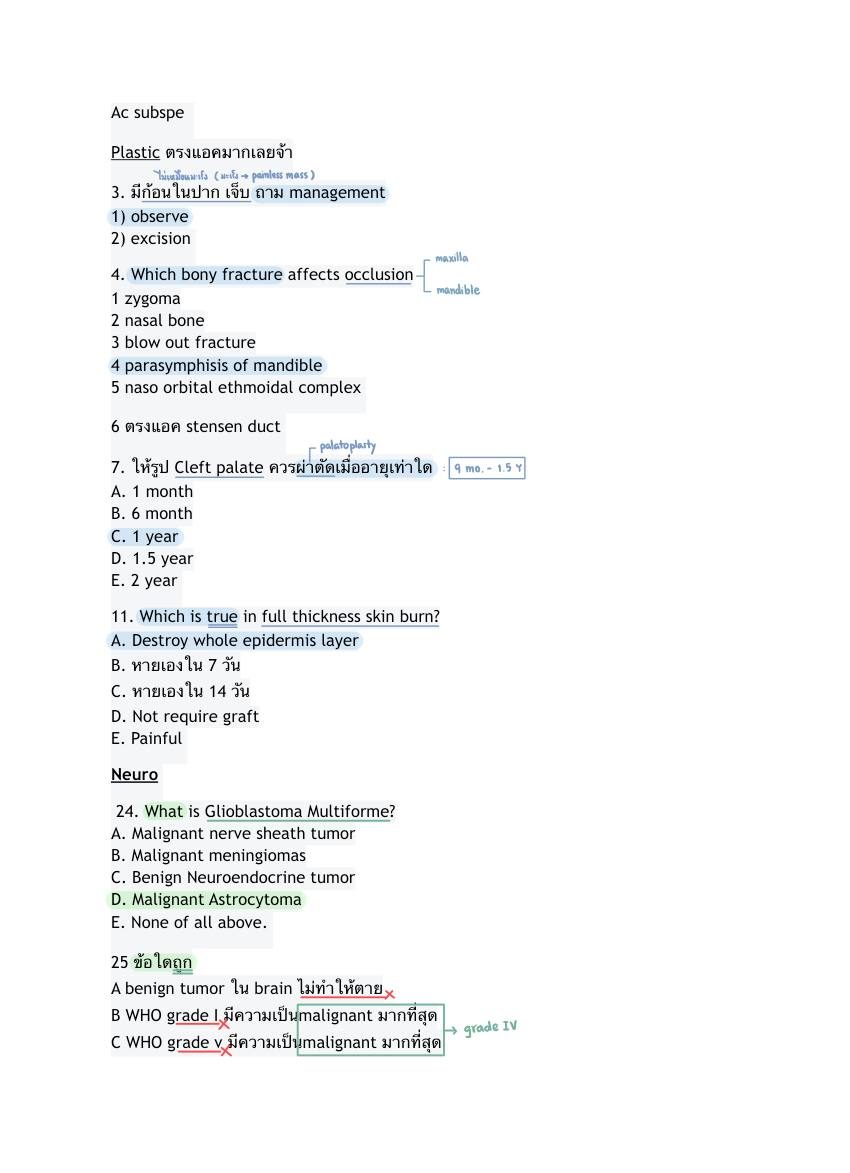 Ac subspe
Plastic ตรงแอคมากเลยจ้า
ไม่เหมือนมะเร็ง (มะเร็ง → painless mass)
3. มีก้อนในปาก เจ็บ ถาม management
1) observe
2) excision
maxilla
4. Which bony fracture affects occlusion
mandible
1 zygoma
2 nasal bone
3 blow out fracture
4 parasymphisis of mandible
5 naso orbital ethmoidal complex
6 ตรงแอค stensen duct
palatoplasty
7. ให้รูป Cleft palate ควรผ่าตัดเมื่ออายุเท่าใด : 9 mo. - 1.5 Y
A. 1 month
B. 6 month
C. 1 year
D. 1.5 year
E. 2 year
11. Which is true in full thickness skin burn?
A. Destroy whole epidermis layer
B. หายเองใน 7 วัน
C. หายเองใน 14 วัน
D. Not require graft
E. Painful
Neuro
24. What is Glioblastoma Multiforme?
A. Malignant nerve sheath tumor
B. Malignant meningiomas
C. Benign Neuroendocrine tumor
D. Malignant Astrocytoma
E. None of all above.
25 ข้อใดถูก
A benign tumor ใน brain ไม่ทำให้ตาย
B WHO grade I มีความเป็นmalignant มากที่สุด
→ grade IV
C WHO grade v มีความเป็นmalignant มากที่สุด